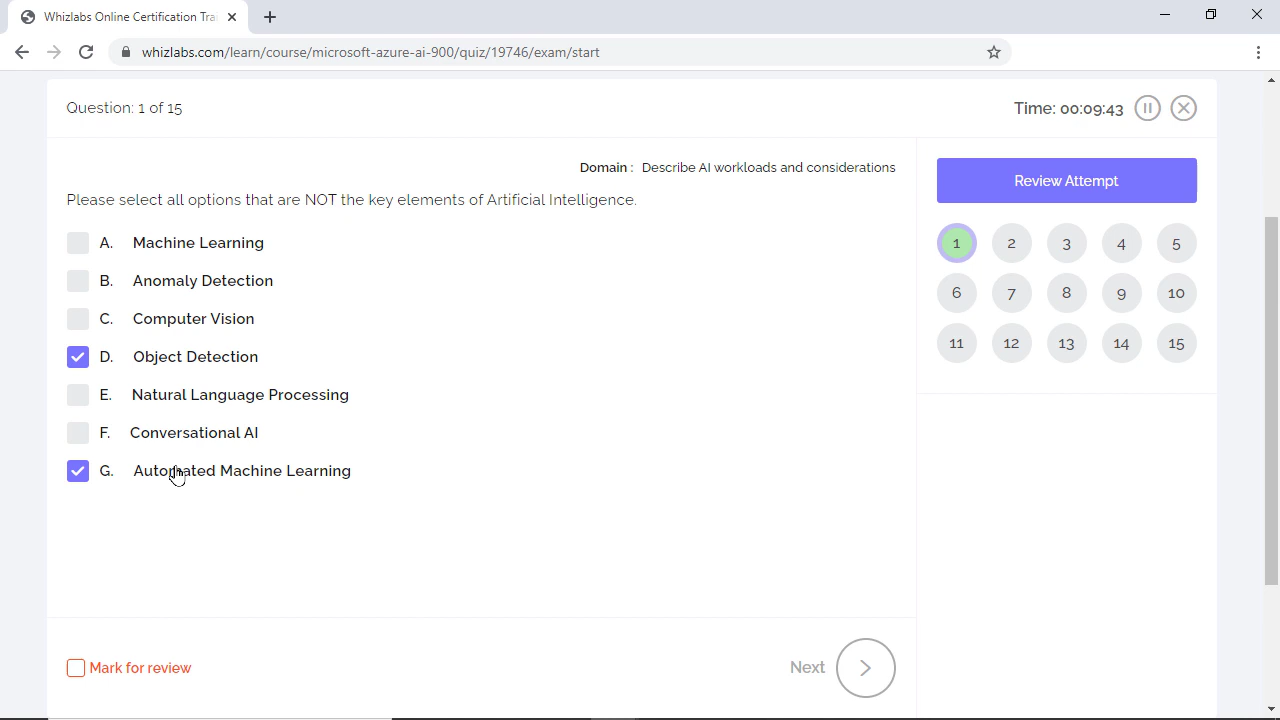 Whizlabs Online Certification Trai
whizlabs.com/learn/course/microsoft-azure-ai-900/quiz/19746/exam/start
Question: 1 of 15
Time: 00:09:43
Domain : Describe AI workloads and considerations
Please select all options that are NOT the key elements of Artificial Intelligence.
A. Machine Learning
B. Anomaly Detection
C. Computer Vision
D. Object Detection
E. Natural Language Processing
F. Conversational AI
G. Automated Machine Learning
Mark for review
Next
Review Attempt
1 2 3 4 5
6 7 8 9 10
11 12 13 14 15